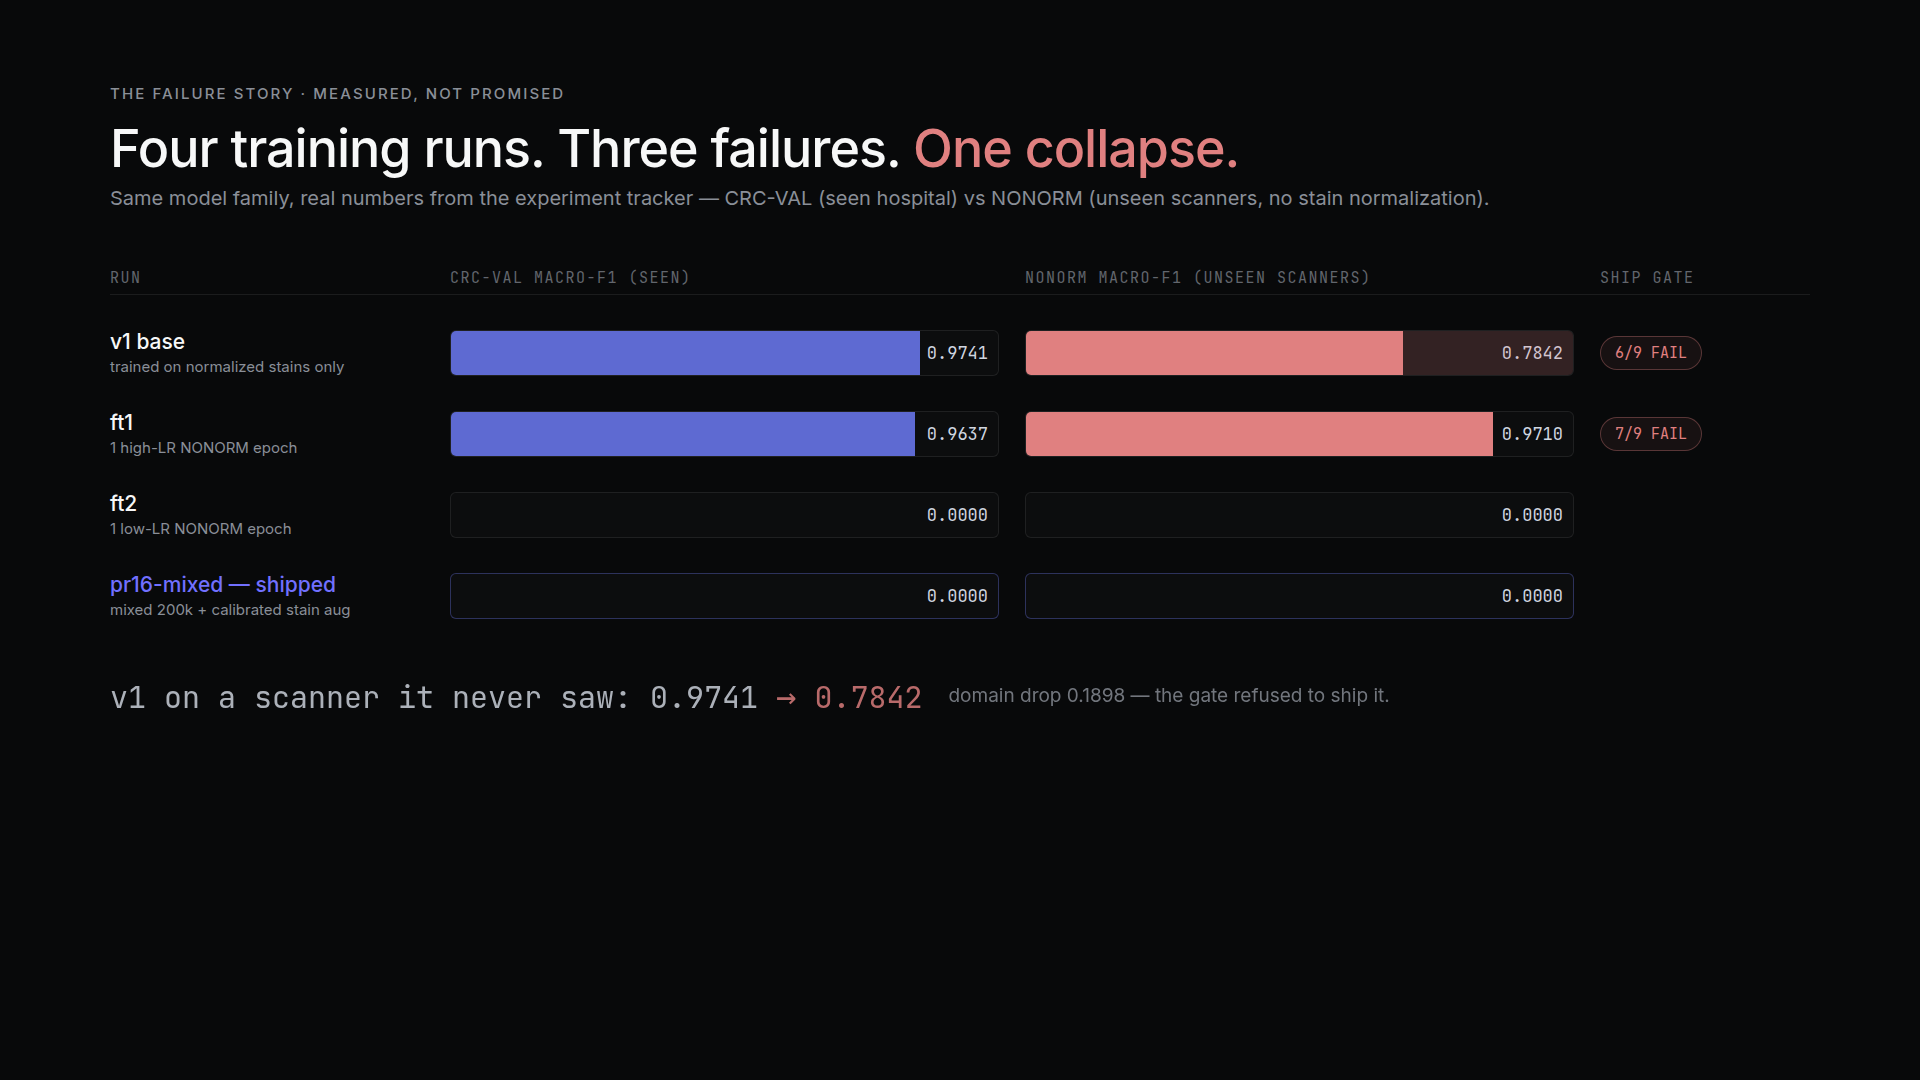 THE FAILURE STORY · MEASURED, NOT PROMISED
Four training runs. Three failures. One collapse.
Same model family, real numbers from the experiment tracker — CRC-VAL (seen hospital) vs NONORM (unseen scanners, no stain normalization).
RUN CRC-VAL MACRO-F1 (SEEN) NONORM MACRO-F1 (UNSEEN SCANNERS) SHIP GATE
v1 base
trained on normalized stains only
0.9741 0.7842 6/9 FAIL
ft1
1 high-LR NONORM epoch
0.9637 0.9710 7/9 FAIL
ft2
1 low-LR NONORM epoch
0.0000 0.0000
pr16-mixed — shipped
mixed 200k + calibrated stain aug
0.0000 0.0000
v1 on a scanner it never saw: 0.9741 → 0.7842 domain drop 0.1898 — the gate refused to ship it.